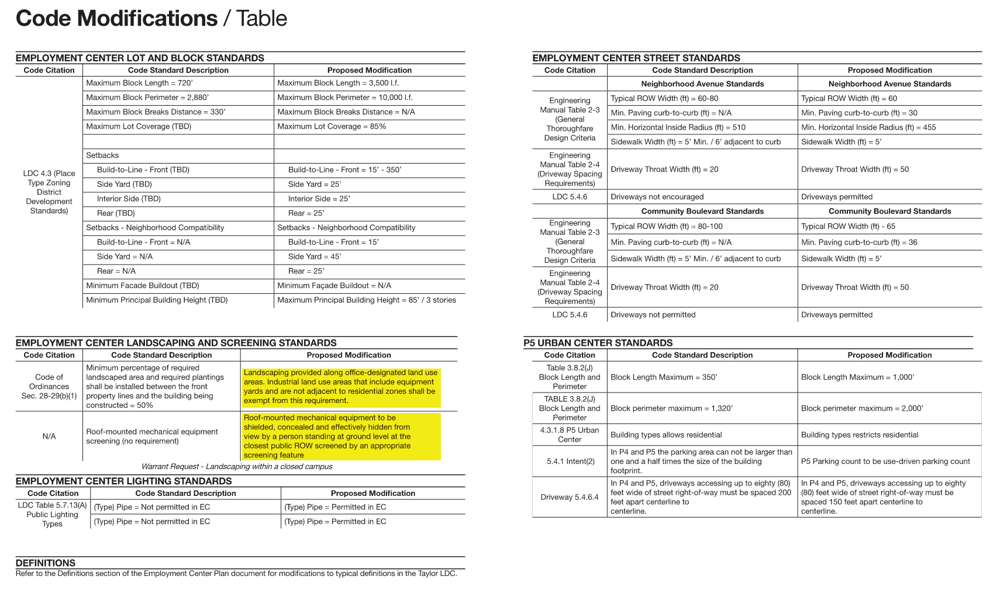 Code Modifications / Table
EMPLOYMENT CENTER LOT AND BLOCK STANDARDS
Code Citation Code Standard Description Proposed Modification
LDC 4.3 (Place
Type Zoning
District
Development
Standards)
Maximum Block Length = 720’ Maximum Block Length = 3,500 l.f.
Maximum Block Perimeter = 2,880’ Maximum Block Perimeter = 10,000 l.f.
Maximum Block Breaks Distance = 330’ Maximum Block Breaks Distance = N/A
Maximum Lot Coverage (TBD) Maximum Lot Coverage = 85%
Setbacks
Build-to-Line - Front (TBD) Build-to-Line - Front = 15’ - 350’
Side Yard (TBD) Side Yard = 25’
Interior Side (TBD) Interior Side = 25’
Rear (TBD) Rear = 25’
Setbacks - Neighborhood Compatibility Setbacks - Neighborhood Compatibility
Build-to-Line - Front = N/A Build-to-Line - Front = 15’
Side Yard = N/A Side Yard = 45’
Rear = N/A Rear = 25’
Minimum Facade Buildout (TBD) Minimum Façade Buildout = N/A
Minimum Principal Building Height (TBD) Maximum Principal Building Height = 85’ / 3 stories
EMPLOYMENT CENTER LANDSCAPING AND SCREENING STANDARDS
Code Citation Code Standard Description Proposed Modification
Code of
Ordinances
Sec. 28-29(b)(1)
Minimum percentage of required
landscaped area and required plantings
shall be installed between the front
property lines and the building being
constructed = 50%
Landscaping provided along office-designated land use
areas. Industrial land use areas that include equipment
yards and are not adjacent to residential zones shall be
exempt from this requirement.
N/A
Roof-mounted mechanical equipment
screening (no requirement)
Roof-mounted mechanical equipment to be
shielded, concealed and effectively hidden from
view by a person standing at ground level at the
closest public ROW screened by an appropriate
screening feature
Warrant Request - Landscaping within a closed campus
EMPLOYMENT CENTER LIGHTING STANDARDS
Code Citation Code Standard Description Proposed Modification
LDC Table 5.7.13(A)
Public Lighting
Types
(Type) Pipe = Not permitted in EC (Type) Pipe = Permitted in EC
(Type) Pipe = Not permitted in EC (Type) Pipe = Permitted in EC
DEFINITIONS
Refer to the Definitions section of the Employment Center Plan document for modifications to typical definitions in the Taylor LDC.
EMPLOYMENT CENTER STREET STANDARDS
Code Citation Code Standard Description Proposed Modification
Neighborhood Avenue Standards Neighborhood Avenue Standards
Engineering
Manual Table 2-3
(General
Thoroughfare
Design Criteria
Typical ROW Width (ft) = 60-80 Typical ROW Width (ft) = 60
Min. Paving curb-to-curb (ft) = N/A Min. Paving curb-to-curb (ft) = 30
Min. Horizontal Inside Radius (ft) = 510 Min. Horizontal Inside Radius (ft) = 455
Sidewalk Width (ft) = 5’ Min. / 6’ adjacent to curb Sidewalk Width (ft) = 5’
Engineering
Manual Table 2-4
(Driveway Spacing
Requirements)
Driveway Throat Width (ft) = 20 Driveway Throat Width (ft) = 50
LDC 5.4.6 Driveways not encouraged Driveways permitted
Community Boulevard Standards Community Boulevard Standards
Engineering
Manual Table 2-3
(General
Thoroughfare
Design Criteria
Typical ROW Width (ft) = 80-100 Typical ROW Width (ft) - 65
Min. Paving curb-to-curb (ft) = N/A Min. Paving curb-to-curb (ft) = 36
Sidewalk Width (ft) = 5’ Min. / 6’ adjacent to curb Sidewalk Width (ft) = 5’
Engineering
Manual Table 2-4
(Driveway Spacing
Requirements)
Driveway Throat Width (ft) = 20 Driveway Throat Width (ft) = 50
LDC 5.4.6 Driveways not permitted Driveways permitted
P5 URBAN CENTER STANDARDS
Code Citation Code Standard Description Proposed Modification
Table 3.8.2(J)
Block Length and
Perimeter
Block Length Maximum = 350’ Block Length Maximum = 1,000’
TABLE 3.8.2(J)
Block Length and
Perimeter
Block perimeter maximum = 1,320’ Block perimeter maximum = 2,000’
4.3.1.8 P5 Urban
Center
Building types allows residential Building types restricts residential
5.4.1 Intent(2)
In P4 and P5 the parking area can not be larger than
one and a half times the size of the building
footprint.
P5 Parking count to be use-driven parking count
Driveway 5.4.6.4
In P4 and P5, driveways accessing up to eighty (80)
feet wide of street right-of-way must be spaced 200
feet apart centerline to
centerline.
In P4 and P5, driveways accessing up to eighty
(80) feet wide of street right-of-way must be
spaced 150 feet apart centerline to
centerline.